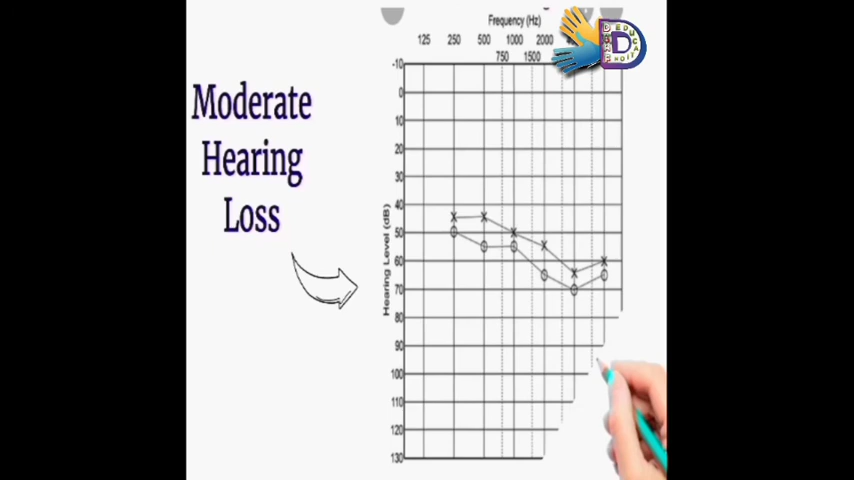 Frequency (Hz)
125 250 500 1000 2000
750 1500
Moderate
Hearing
Loss
Hearing Level (dB)
-10
0
10
20
30
40
50
60
70
80
90
100
110
120
130
D